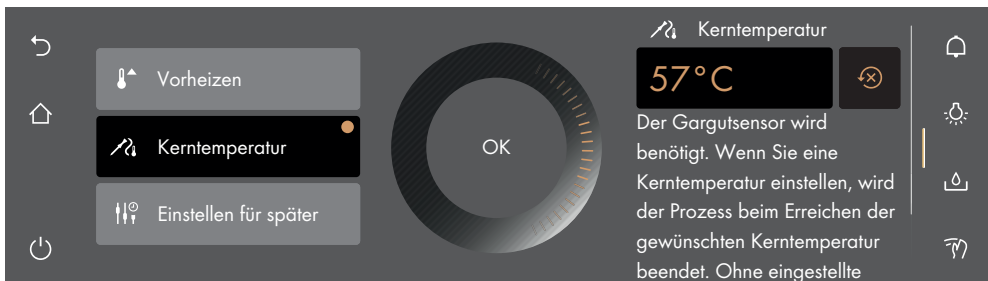 Vorheizen
Kerntemperatur
Einstellen für später
OK
Kerntemperatur
57°C
Der Gargutsensor wird
benötigt. Wenn Sie eine
Kerntemperatur einstellen, wird
der Prozess beim Erreichen der
gewünschten Kerntemperatur
beendet. Ohne eingestellte